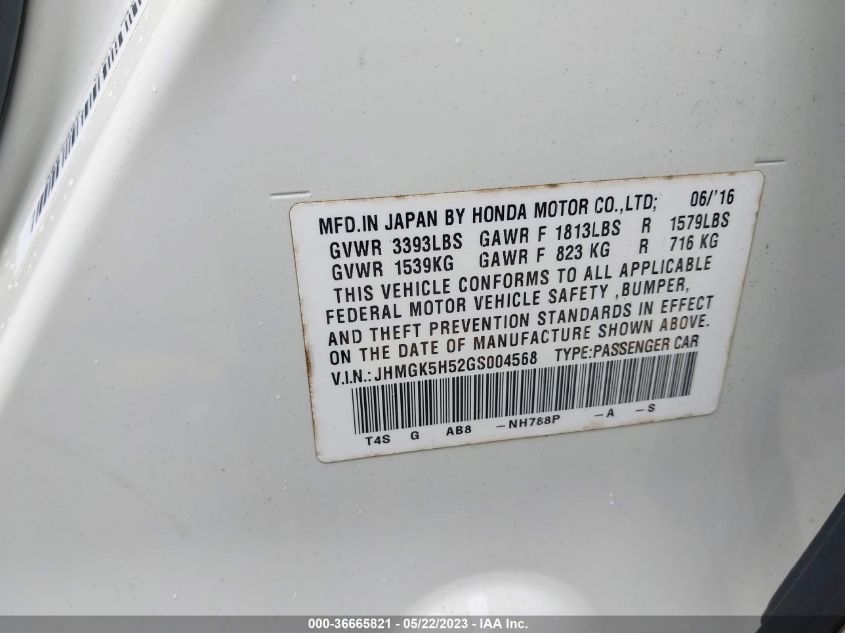 MFD.IN JAPAN BY HONDA MOTOR CO.,LTD; 06/'16
GVWR 3393LBS GAWR F 1813LBS R 1579LBS
GVWR 1539KG GAWR F 823 KG R 716 KG
THIS VEHICLE CONFORMS TO ALL APPLICABLE
FEDERAL MOTOR VEHICLE SAFETY ,BUMPER,
AND THEFT PREVENTION STANDARDS IN EFFECT
ON THE DATE OF MANUFACTURE SHOWN ABOVE.
V.I.N.: JHMGK5H52GS004568 TYPE:PASSENGER CAR
T4S G AB8 -NH788P -A -S
000-36665821 - 05/22/2023 - IAA Inc.